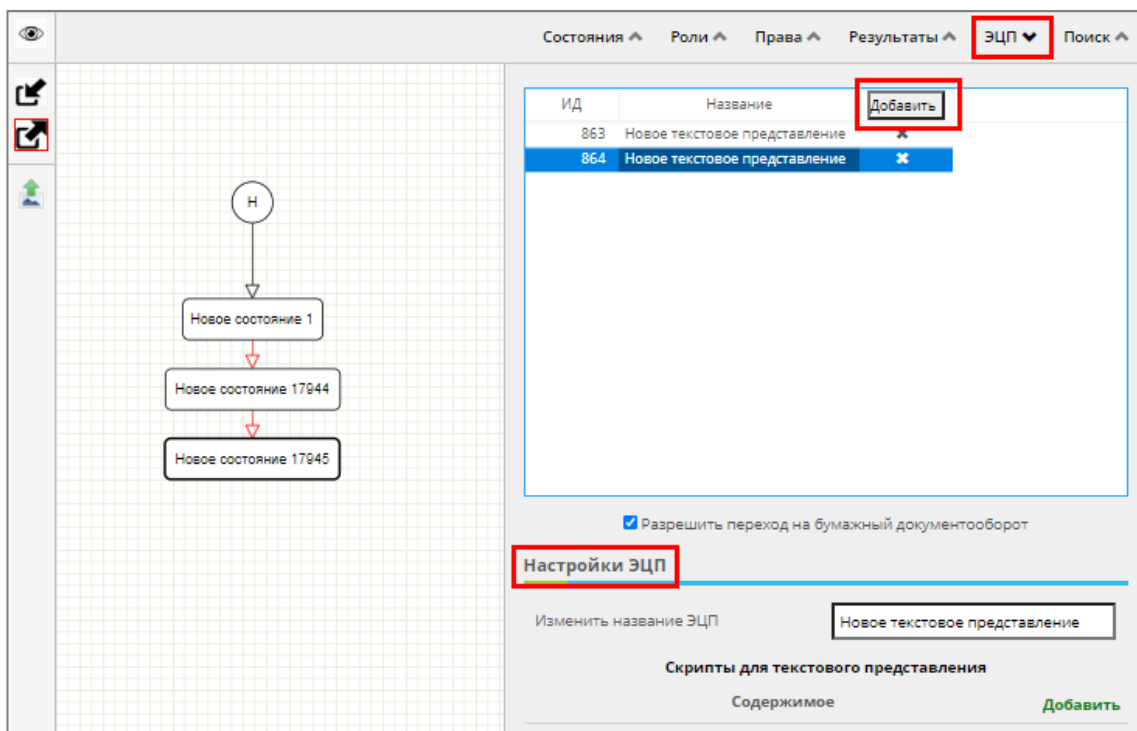 Состояния Роли Права Результаты ЭЦП Поиск
ИД Название Добавить
863 Новое текстовое представление
864 Новое текстовое представление
Н
Новое состояние 1
Новое состояние 17944
Новое состояние 17945
Разрешить переход на бумажный документооборот
Настройки ЭЦП
Изменить название ЭЦП Новое текстовое представление
Скрипты для текстового представления
Содержимое Добавить